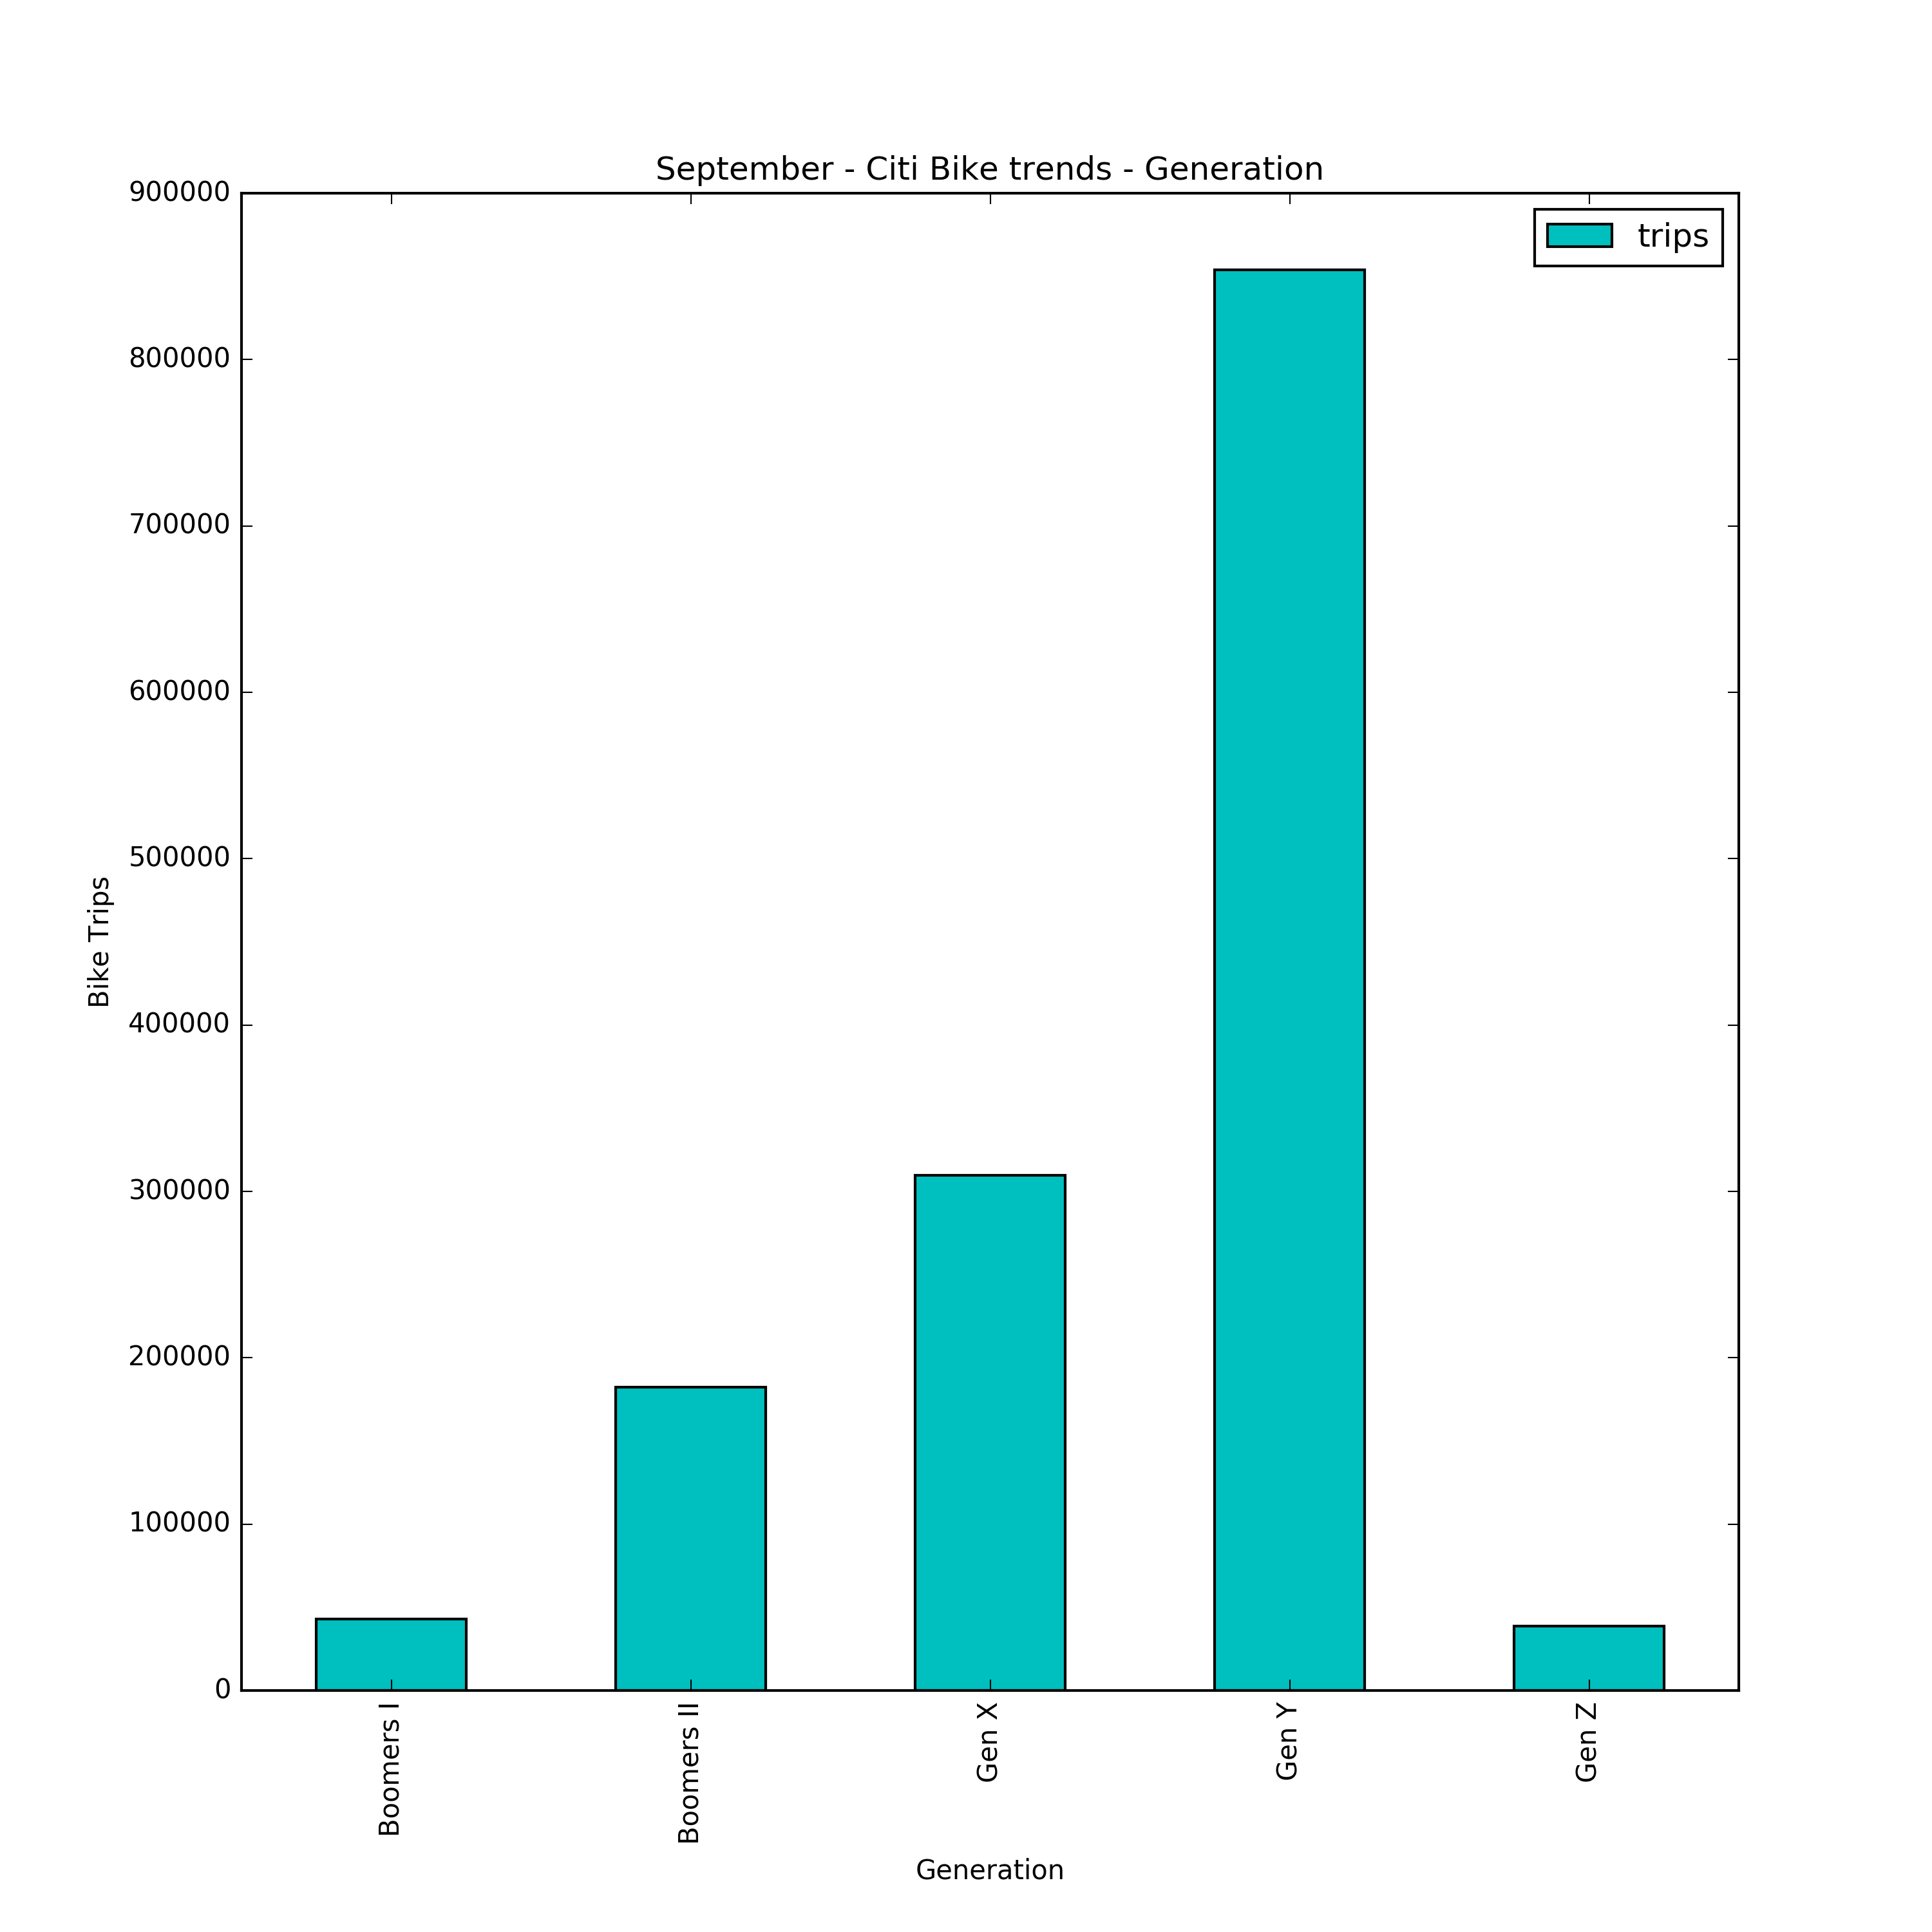 September - Citi Bike trends - Generation
trips
900000
800000
700000
600000
500000
400000
300000
200000
100000
0
Bike Trips
Boomers I
Boomers II
Gen X
Gen Y
Gen Z
Generation